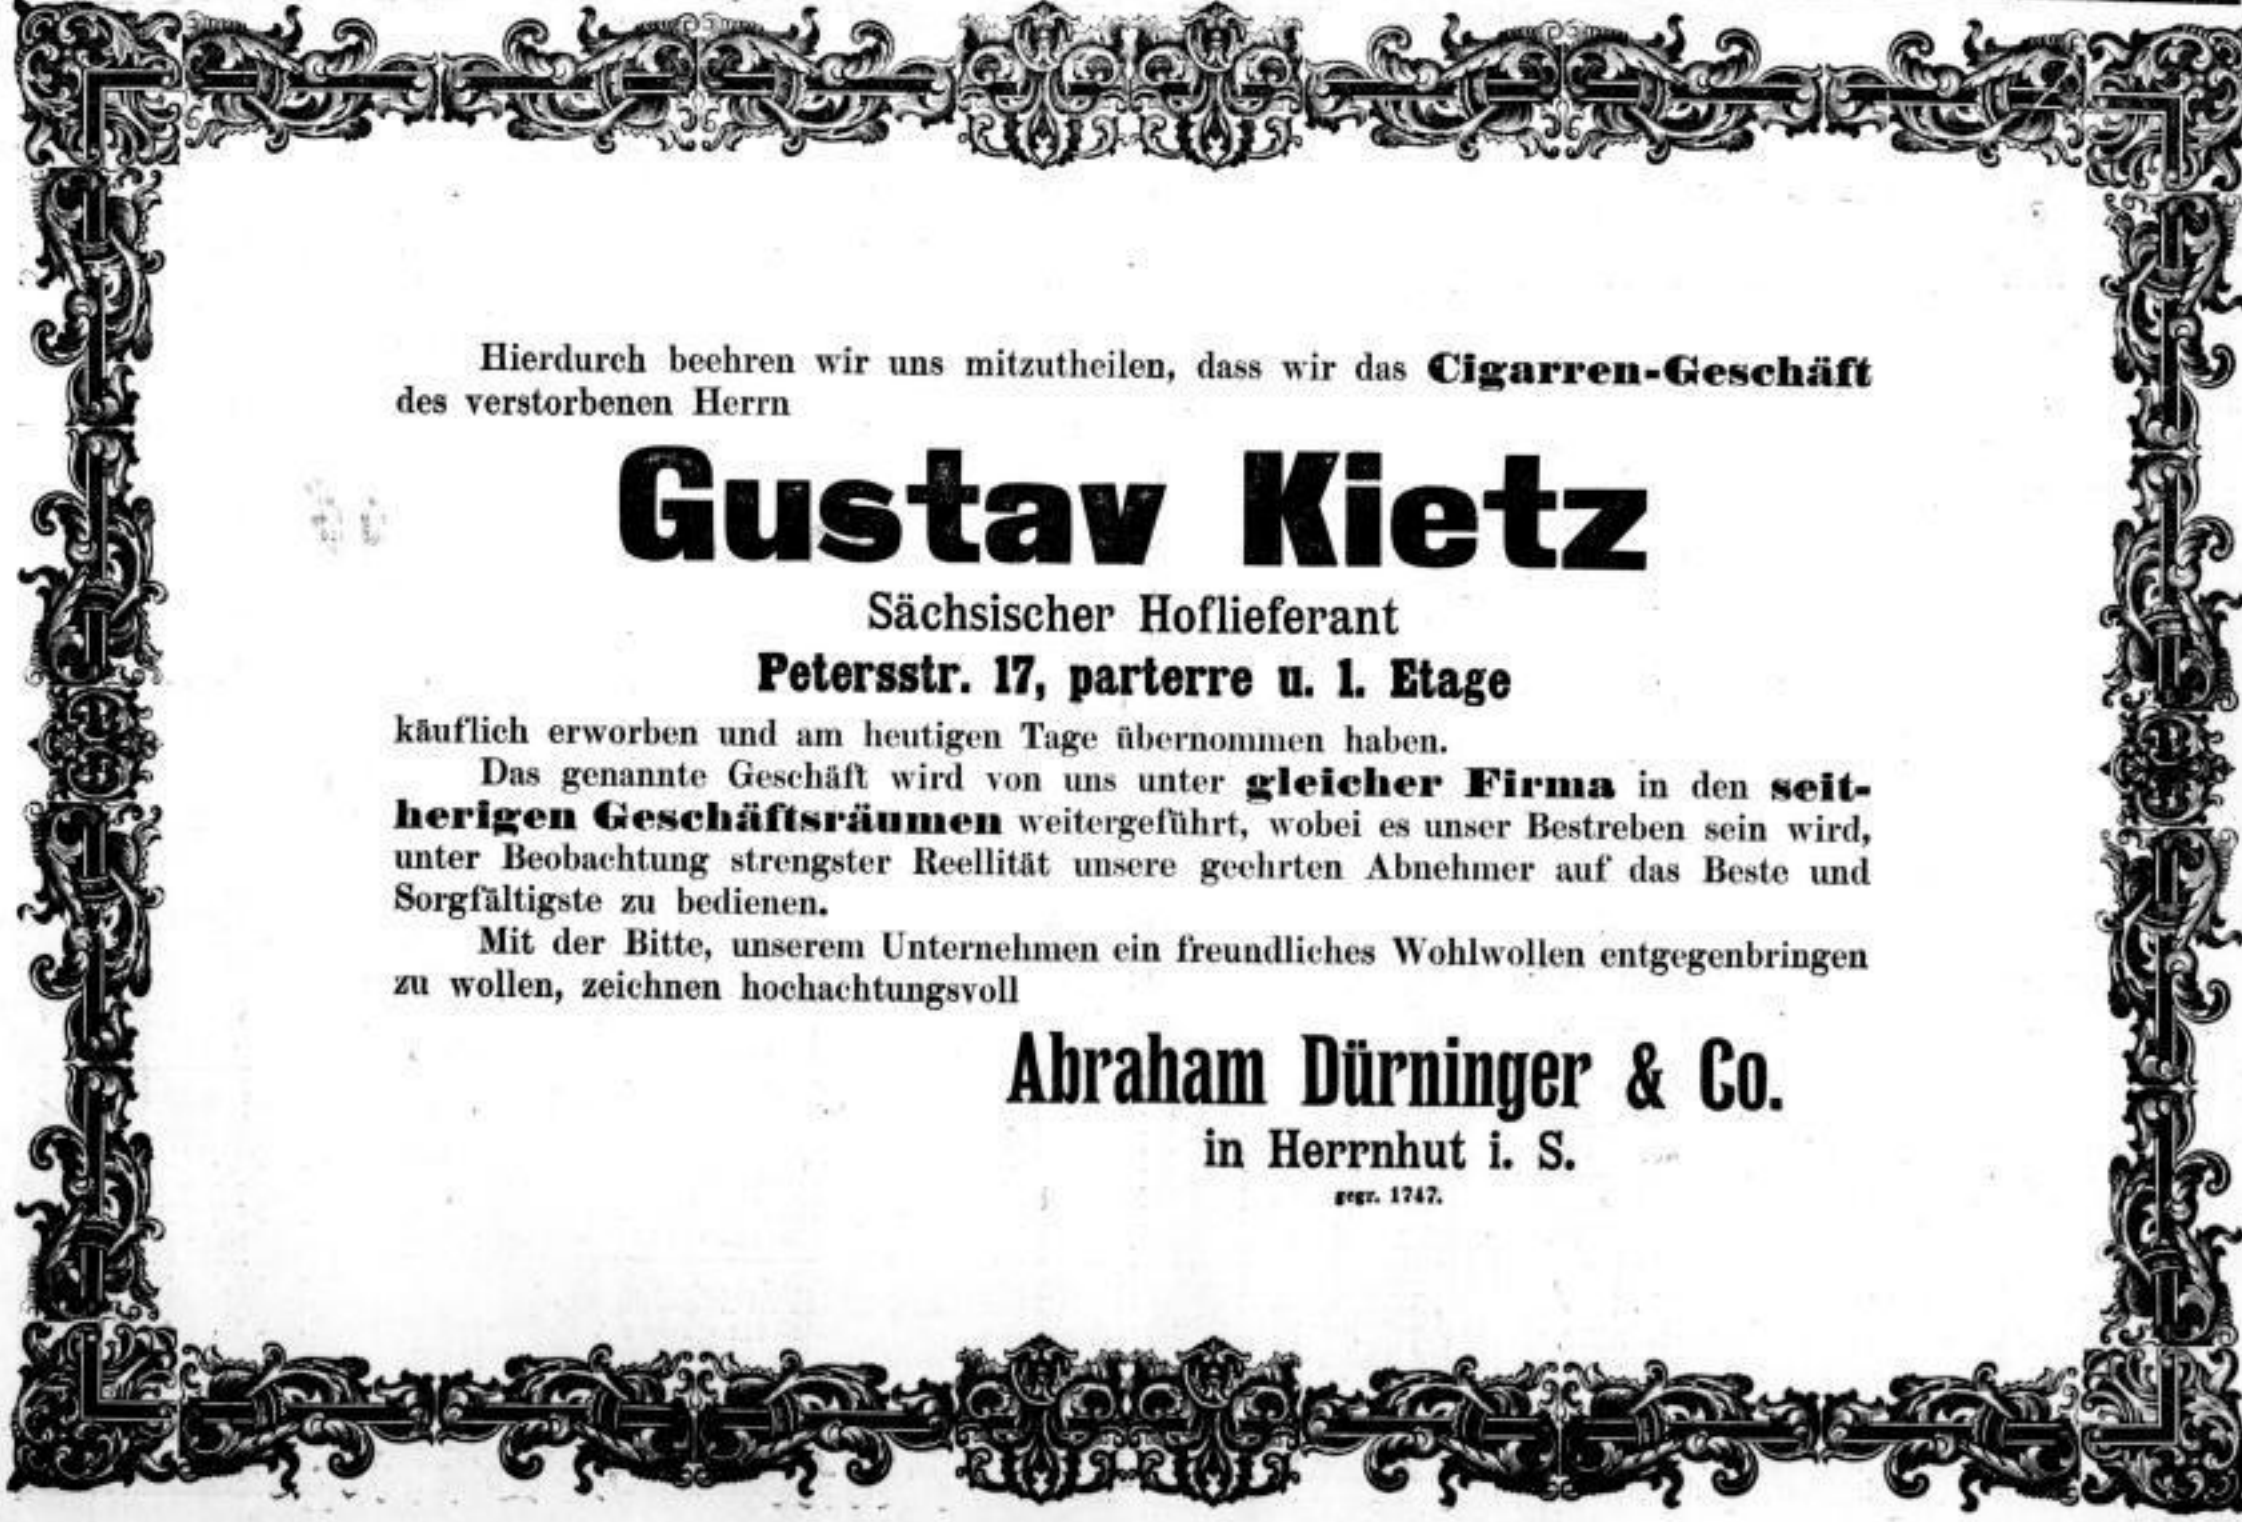 Hierdurch beehren wir uns mitzutheilen, dass wir das Cigarren-Geschäft
des verstorbenen Herrn
Gustav Kietz
Sächsischer Hoflieferant
Petersstr. 17, parterre u. 1. Etage
käuflich erworben und am heutigen Tage übernommen haben.
Das genannte Geschäft wird von uns unter gleicher Firma in den seit-
herigen Geschäftsräumen weitergeführt, wobei es unser Bestreben sein wird,
unter Beobachtung strengster Reellität unsere geehrten Abnehmer auf das Beste und
Sorgfältigste zu bedienen.
Mit der Bitte, unserem Unternehmen ein freundliches Wohlwollen entgegenbringen
zu wollen, zeichnen hochachtungsvoll
Abraham Dürninger & Co.
in Herrnhut i. S.
gegr. 1747.